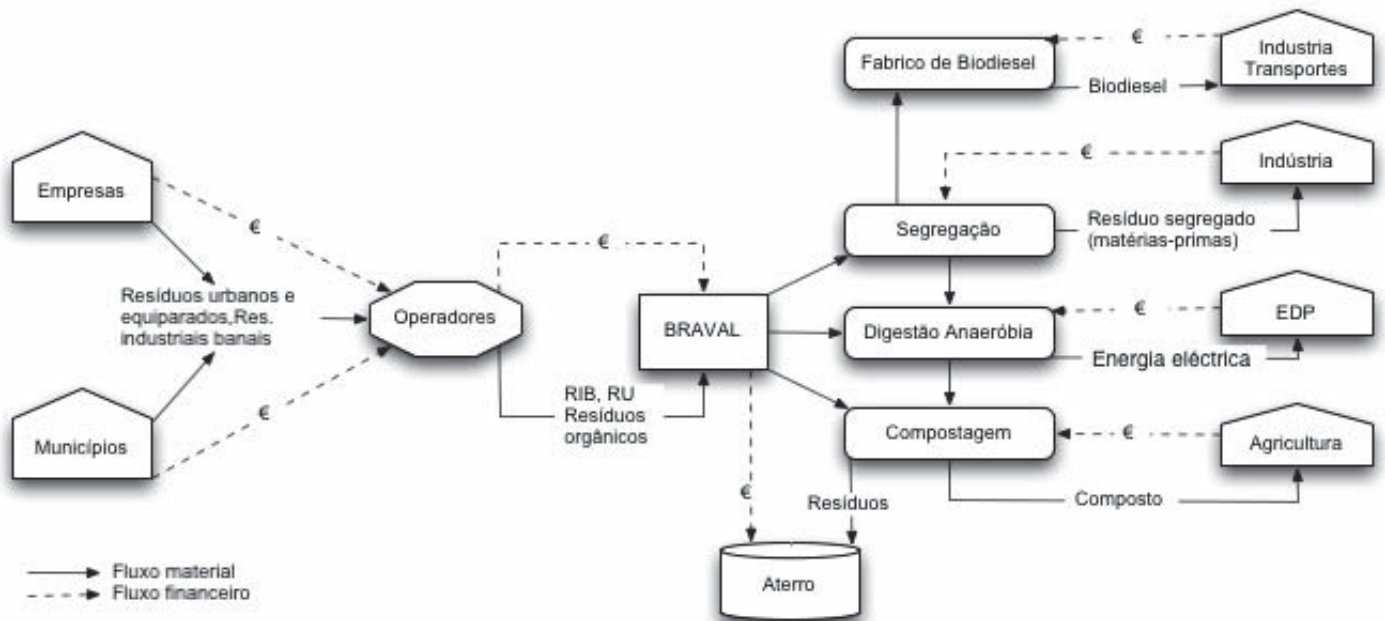 Fabrico de Biodiesel
€
Industria
Transportes
Biodiesel
Empresas
€
Indústria
€
Segregação
Resíduo segregado
(matérias-primas)
€
Resíduos urbanos e
equiparados,Res.
industriais banais
Operadores
BRAVAL
Digestão Anaeróbia
€
EDP
Energia eléctrica
RIB, RU
Resíduos
orgânicos
€
Municípios
Compostagem
€
Agricultura
€
Resíduos
Composto
Aterro
Fluxo material
Fluxo financeiro